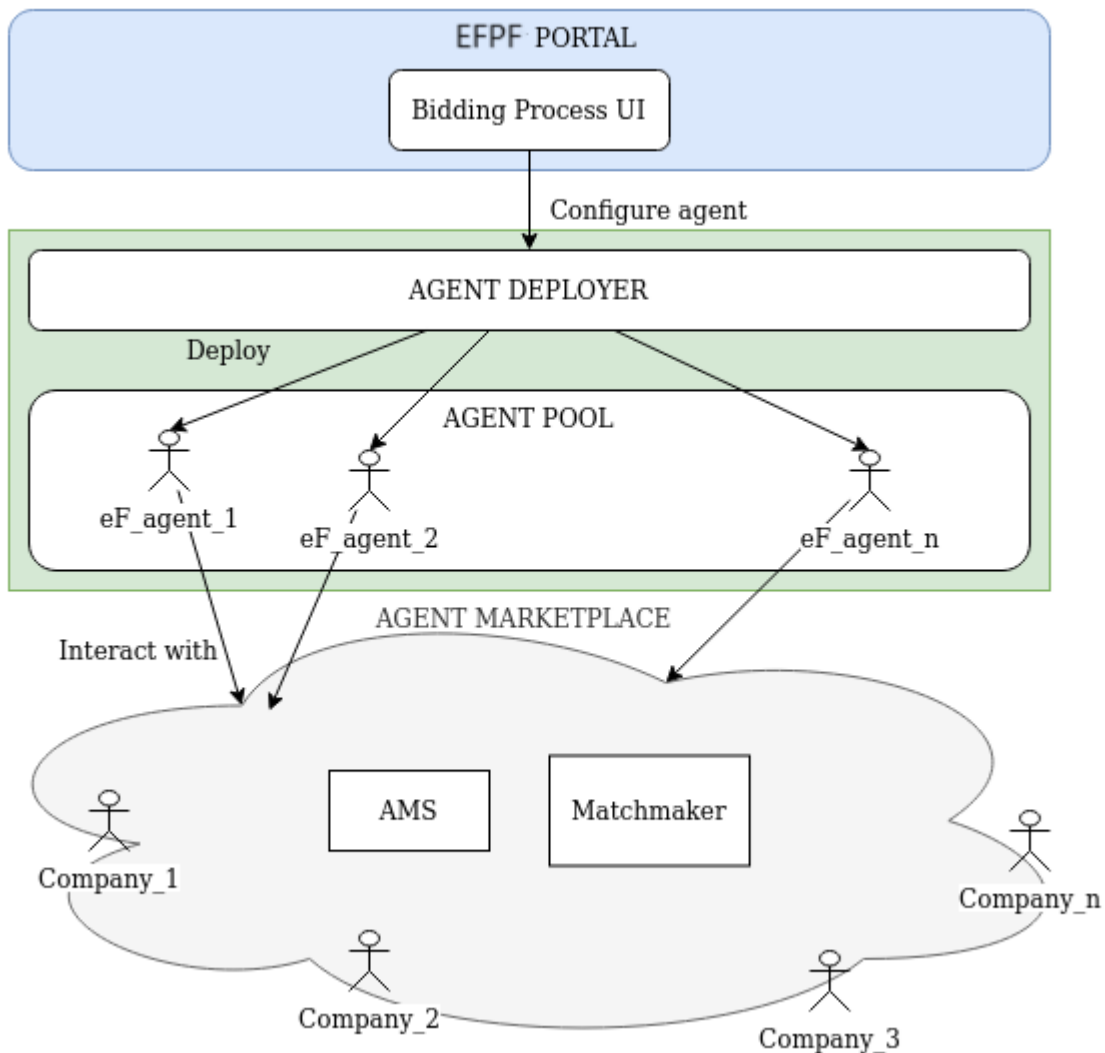 EFPF PORTAL
Bidding Process UI
Configure agent
AGENT DEPLOYER
Deploy
AGENT POOL
eF_agent_1
eF_agent_2
eF_agent_n
AGENT MARKETPLACE
Interact with
AMS
Matchmaker
Company_1
Company_n
Company_2
Company_3